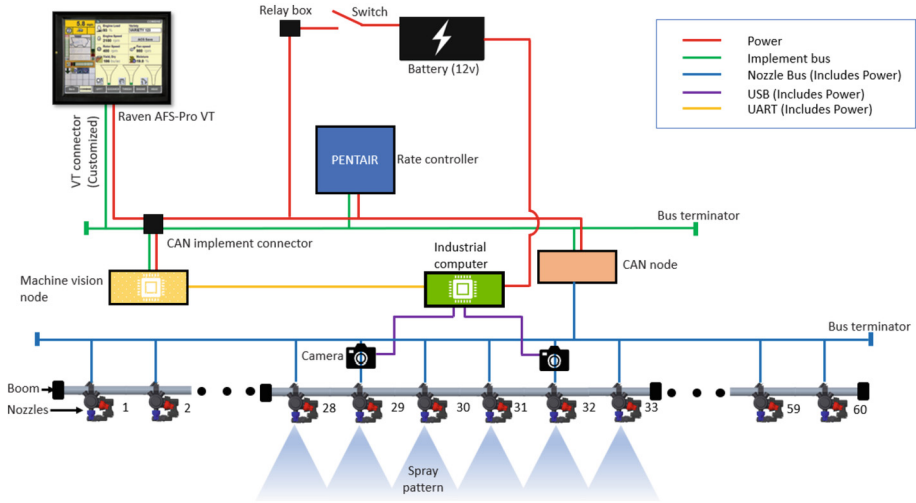 Relay box
Switch
Battery (12v)
Power
Implement bus
Nozzle Bus (Includes Power)
USB (Includes Power)
UART (Includes Power)
Raven AFS-Pro VT
VT connector
(Customized)
PENTAIR
Rate controller
Bus terminator
CAN implement connector
Machine vision
node
Industrial
computer
CAN node
Bus terminator
Camera
Boom
Nozzles
1
2
28
29
30
31
32
33
59
60
Spray
pattern